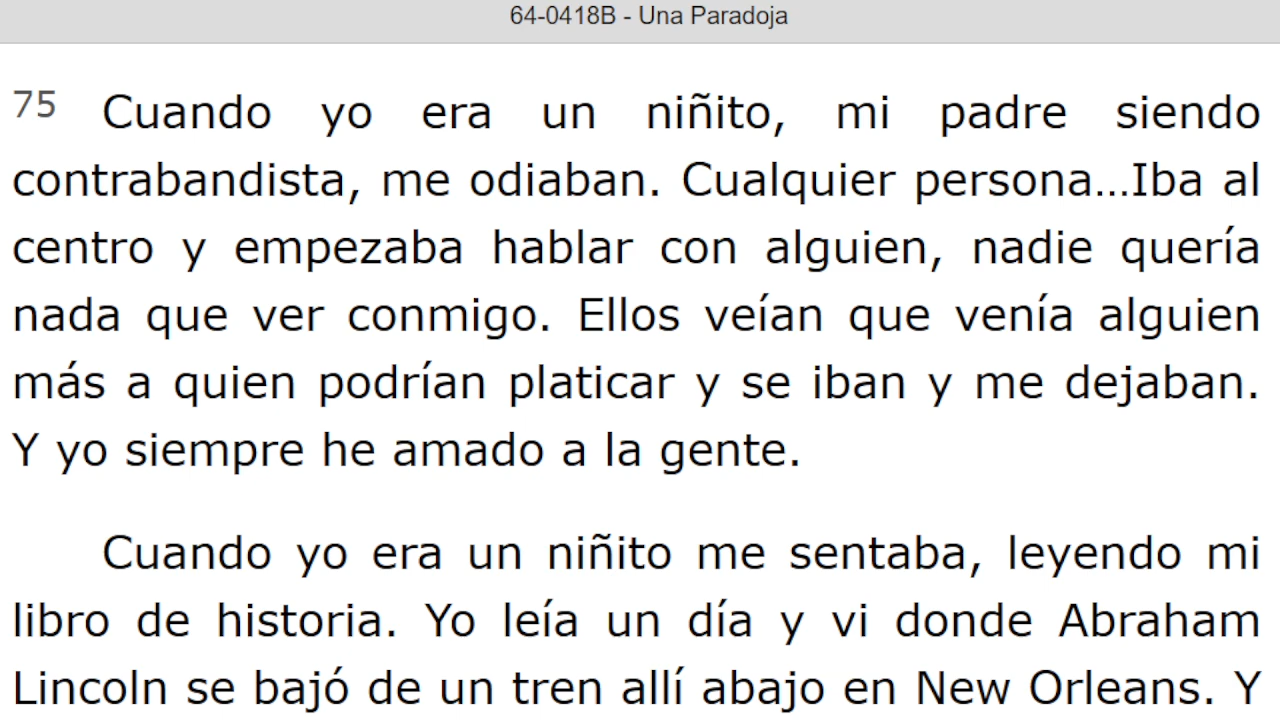 64-0418B - Una Paradoja
75 Cuando yo era un niñito, mi padre siendo
contrabandista, me odiaban. Cualquier persona...Iba al
centro y empezaba hablar con alguien, nadie quería
nada que ver conmigo. Ellos veían que venía alguien
más a quien podrían platicar y se iban y me dejaban.
Y yo siempre he amado a la gente.
Cuando yo era un niñito me sentaba, leyendo mi
libro de historia. Yo leía un día y vi donde Abraham
Lincoln se bajó de un tren allí abajo en New Orleans. Y